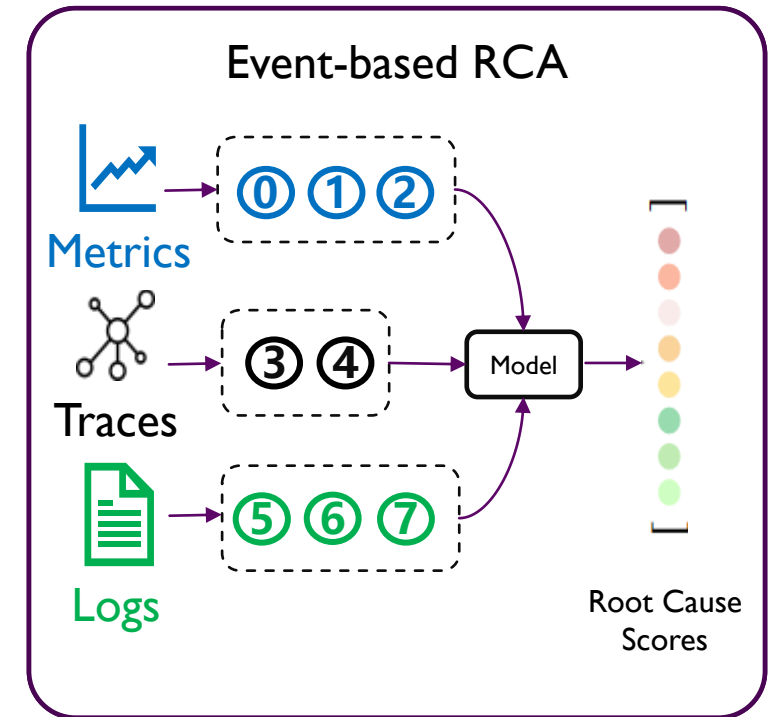 Event-based RCA
0 1 2
Metrics
3 4
Model
Traces
5 6 7
Logs
Root Cause
Scores